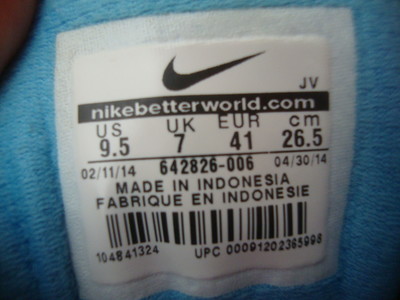 JV
nikebetterworld.com
US UK EUR cm
9.5 7 41 26.5
02/11/14 642826-006 04/30/14
MADE IN INDONESIA
FABRIQUE EN INDONESIE
104841324 UPC 00091202365998